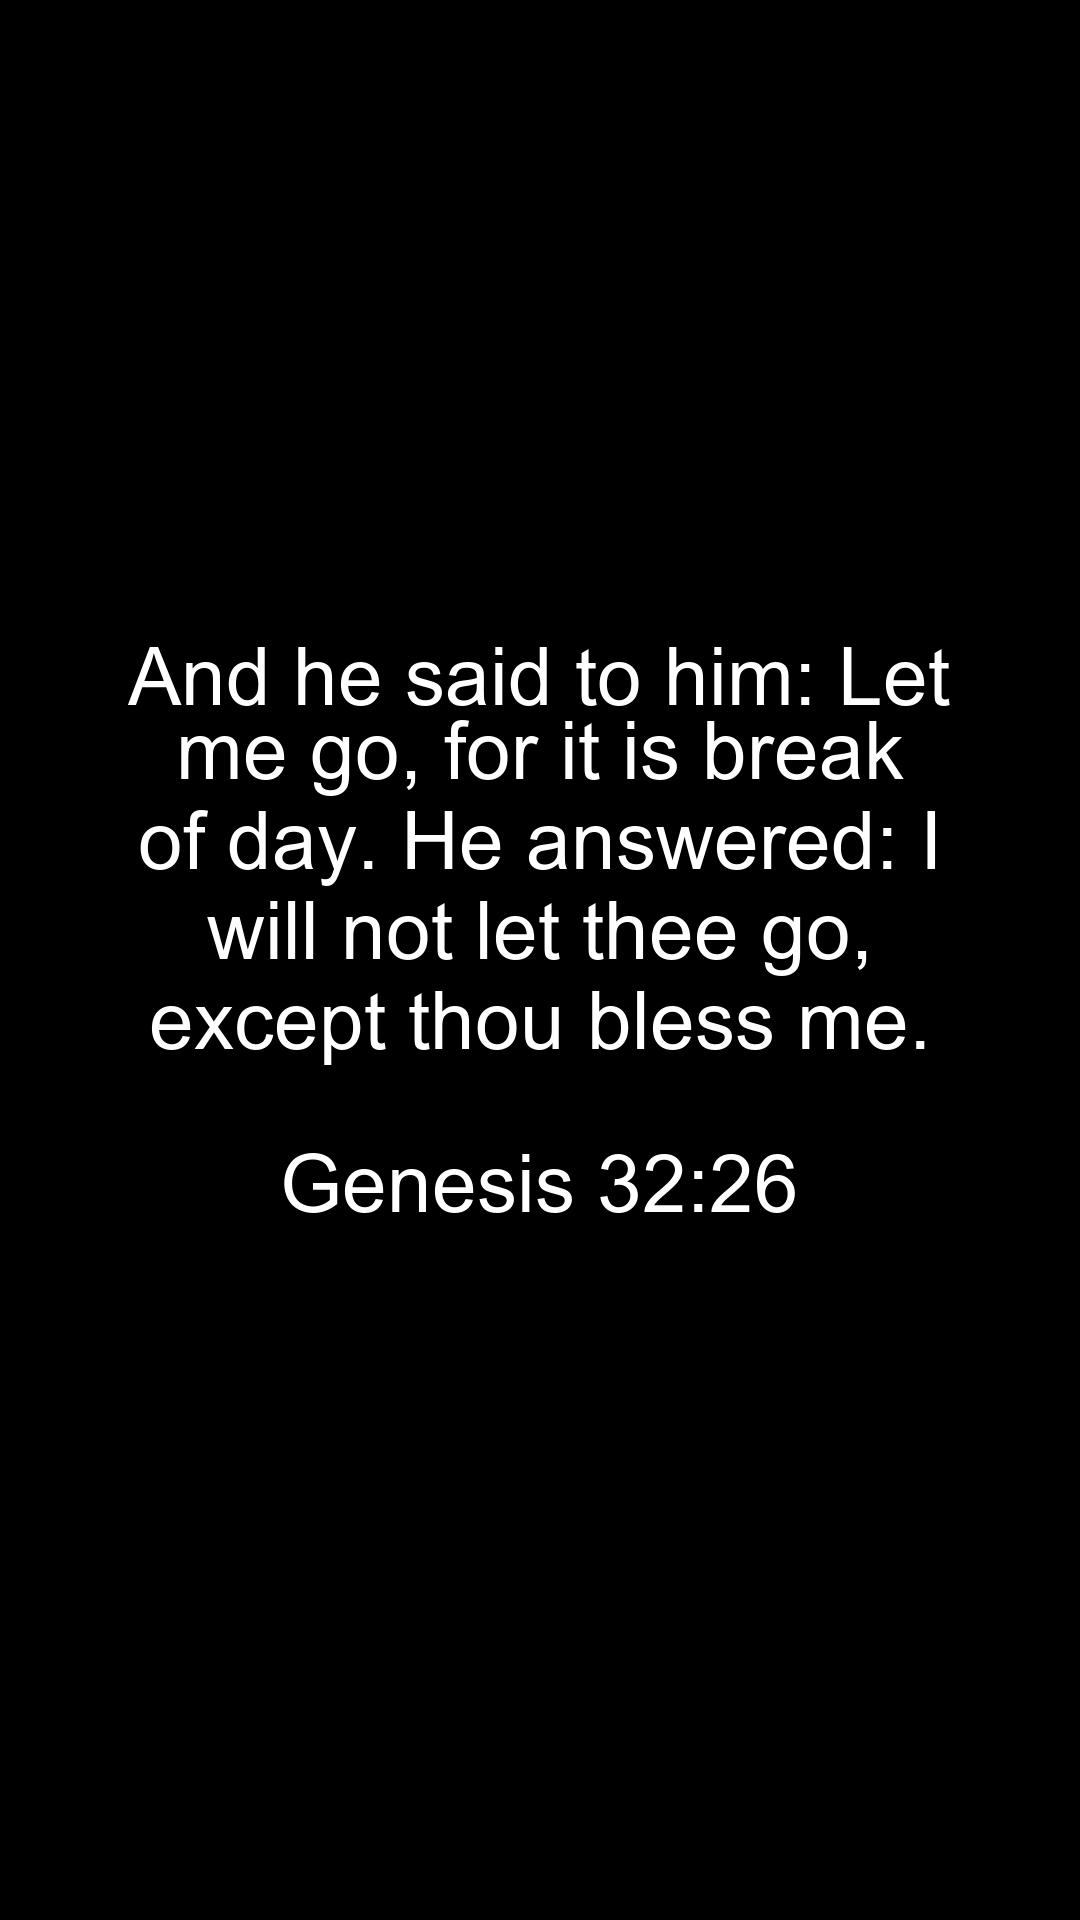 And he said to him: Let
me go, for it is break
of day. He answered: I
will not let thee go,
except thou bless me.
Genesis 32:26